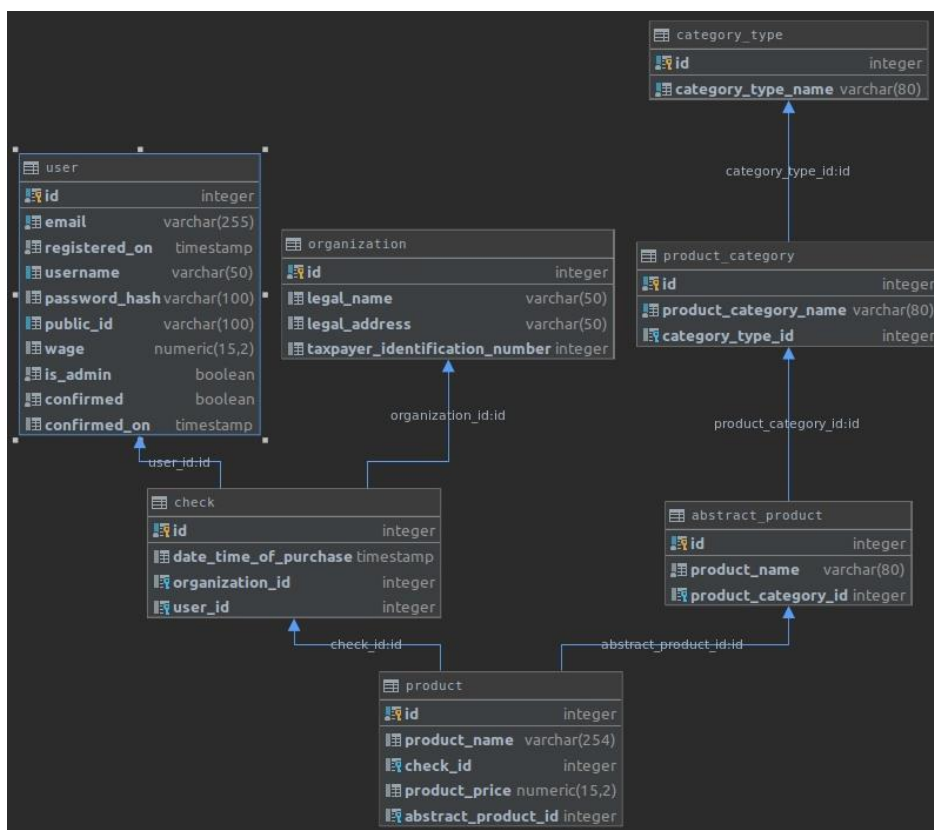 category_type
id integer
category_type_name varchar(80)
category_type_id:id
user
id integer
email varchar(255)
registered_on timestamp
username varchar(50)
password_hash varchar(100)
public_id varchar(100)
wage numeric(15,2)
is_admin boolean
confirmed boolean
confirmed_on timestamp
organization
id integer
legal_name varchar(50)
legal_address varchar(50)
taxpayer_identification_number integer
product_category
id integer
product_category_name varchar(80)
category_type_id integer
user_id:id
organization_id:id
product_category_id:id
check
id integer
date_time_of_purchase timestamp
organization_id integer
user_id integer
abstract_product
id integer
product_name varchar(80)
product_category_id integer
check_id:id
abstract_product_id:id
product
id integer
product_name varchar(254)
check_id integer
product_price numeric(15,2)
abstract_product_id integer